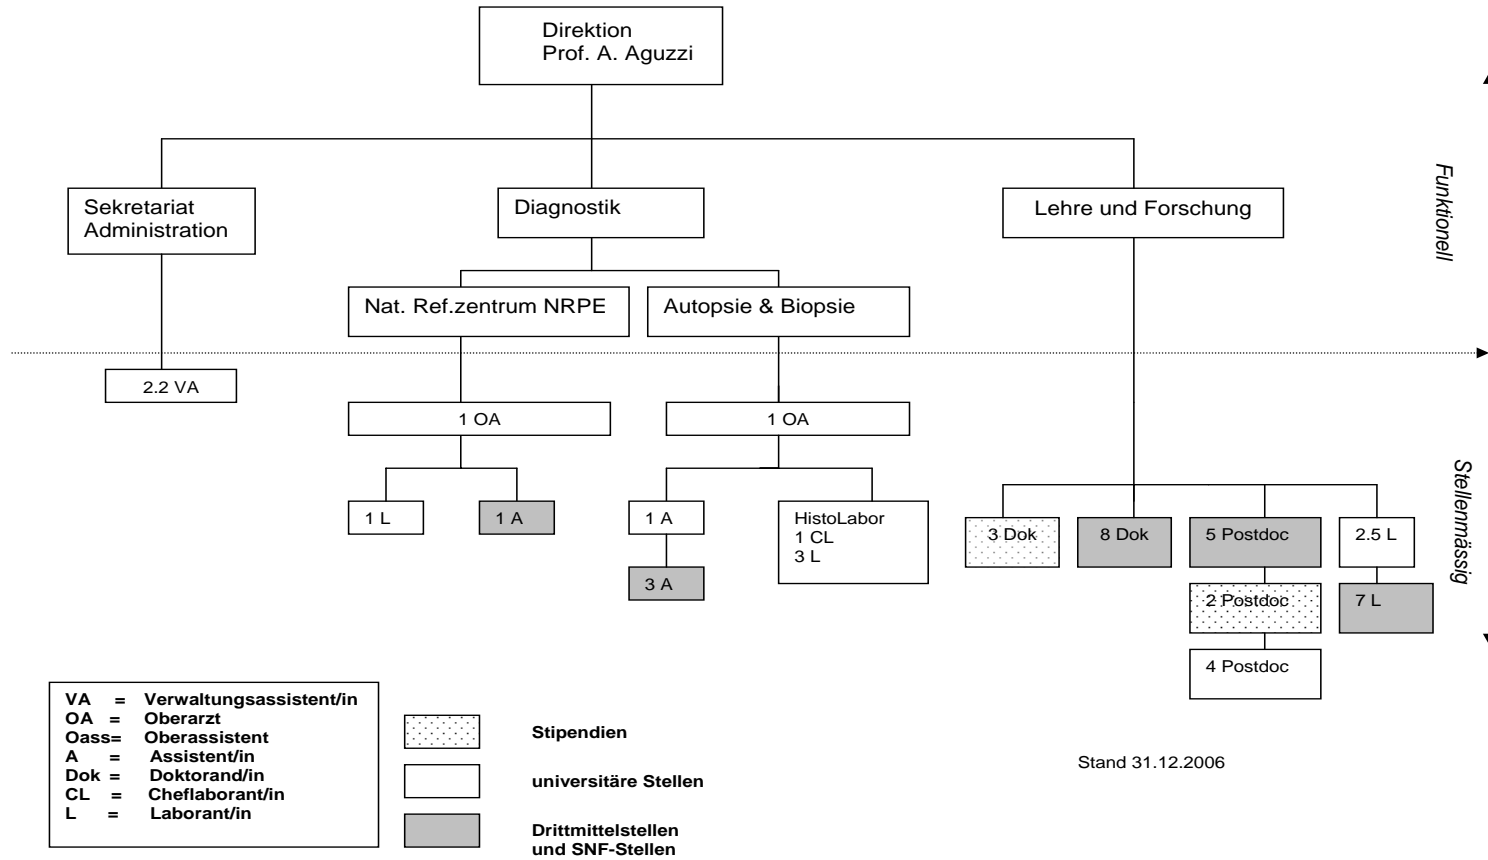 Direktion
Prof. A. Aguzzi
Funktionell
Sekretariat
Administration
Diagnostik
Lehre und Forschung
Nat. Ref.zentrum NRPE
Autopsie & Biopsie
2.2 VA
1 OA
1 OA
Stellenmässig
1 L
1 A
1 A
HistoLabor
1 CL
3 L
3 A
3 Dok
8 Dok
5 Postdoc
2.5 L
2 Postdoc
7 L
4 Postdoc
VA = Verwaltungsassistent/in
OA = Oberarzt
Oass= Oberassistent
A = Assistent/in
Dok = Doktorand/in
CL = Cheflaborant/in
L = Laborant/in
Stipendien
universitäre Stellen
Drittmittelstellen
und SNF-Stellen
Stand 31.12.2006